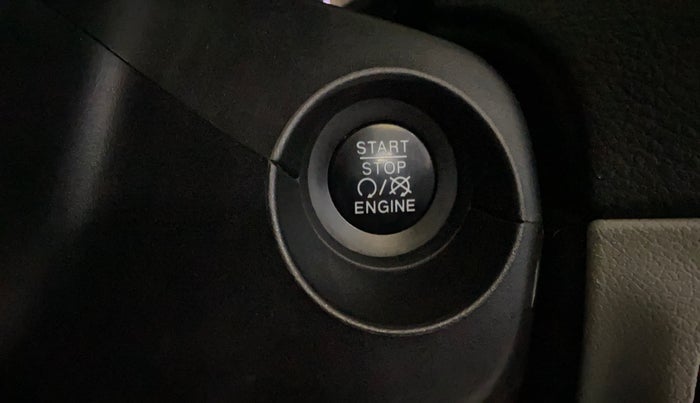 START
STOP
/
ENGINE